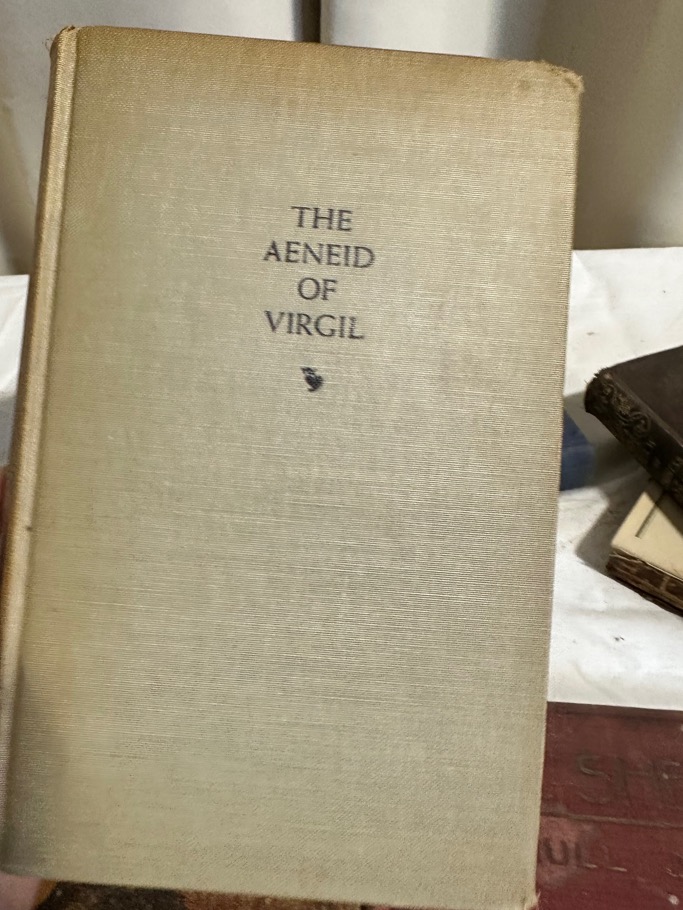 THE
AENEID
OF
VIRGIL